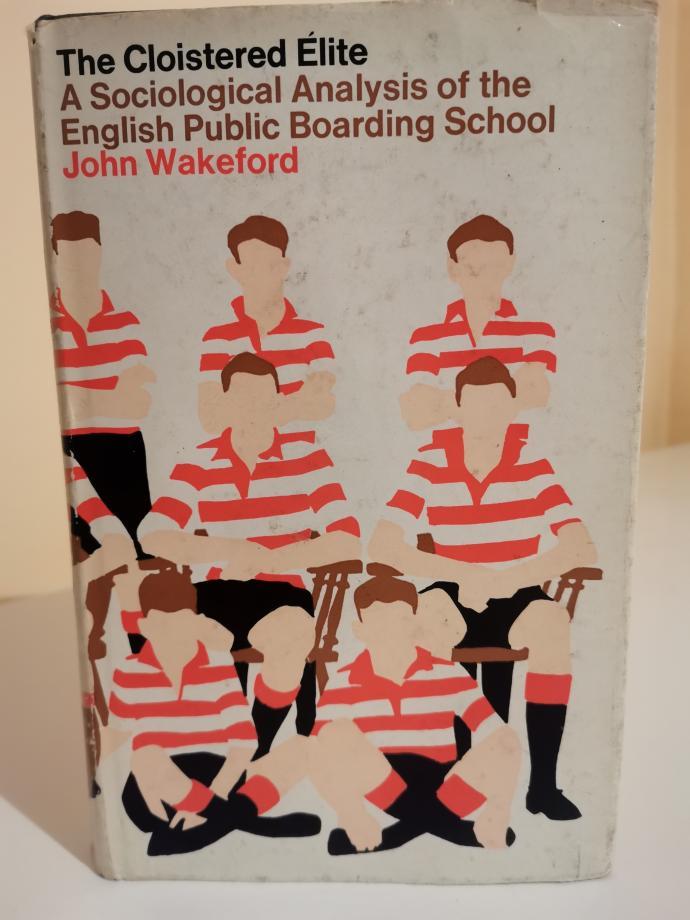 The Cloistered Élite
A Sociological Analysis of the
English Public Boarding School
John Wakeford